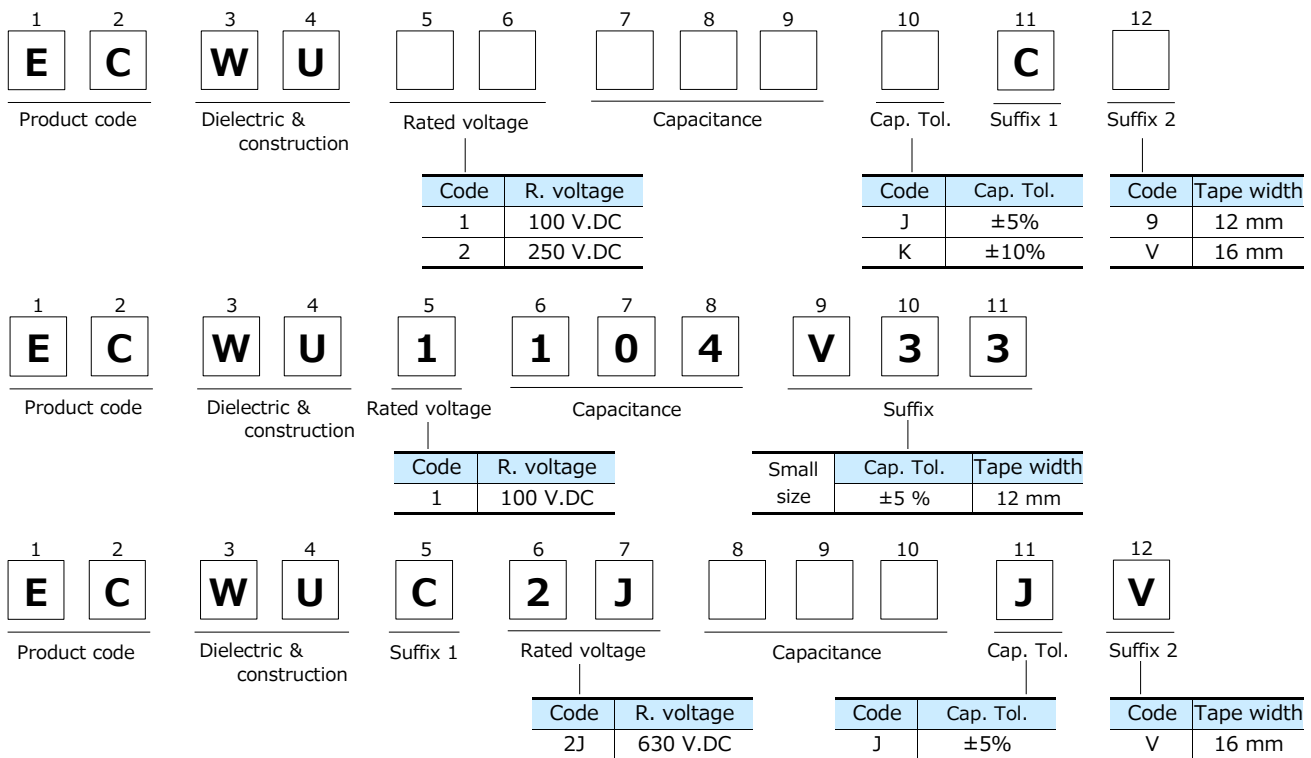 1 2 3 4 5 6 7 8 9 10 11 12
E C W U C
Product code Dielectric & construction Rated voltage Capacitance Cap. Tol. Suffix 1 Suffix 2
Code R. voltage Code Cap. Tol. Code Tape width
1 100 V.DC J ±5% 9 12 mm
2 250 V.DC K ±10% V 16 mm
1 2 3 4 5 6 7 8 9 10 11
E C W U 1 1 0 4 V 3 3
Product code Dielectric & construction Rated voltage Capacitance Suffix
Code R. voltage Small size Cap. Tol. Tape width
1 100 V.DC ±5 % 12 mm
1 2 3 4 5 6 7 8 9 10 11 12
E C W U C 2 J J V
Product code Dielectric & construction Suffix 1 Rated voltage Capacitance Cap. Tol. Suffix 2
Code R. voltage Code Cap. Tol. Code Tape width
2J 630 V.DC J ±5% V 16 mm